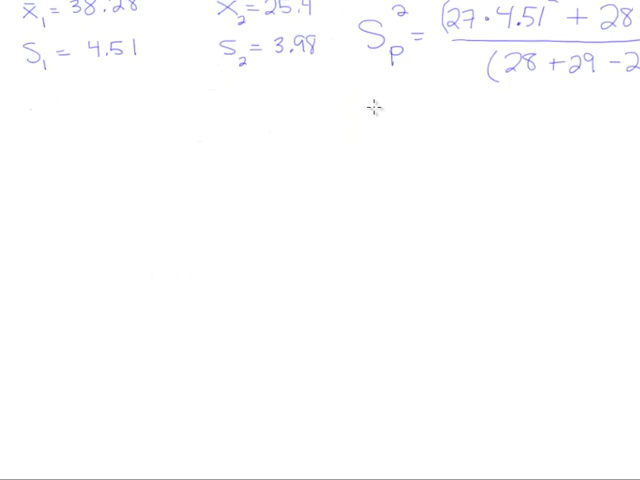 x̄₁ = 38.28
x̄₂ = 25.4
S₁ = 4.51
S₂ = 3.98
Sₚ² = (27 · 4.51² + 28
(28 + 29 - 2